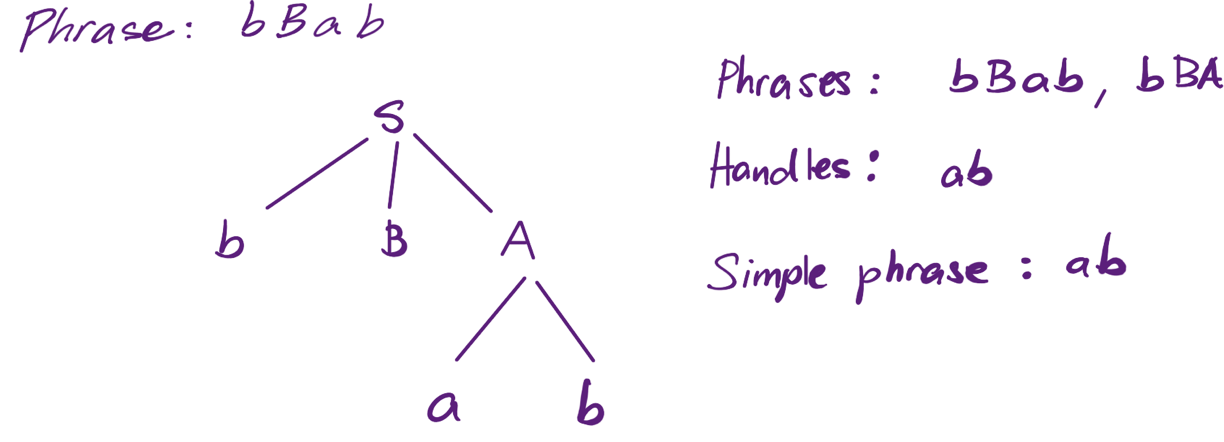 Phrase: bBab
Phrases: bBab, bBA
S
Handles: ab
b B A
Simple phrase: ab
a b